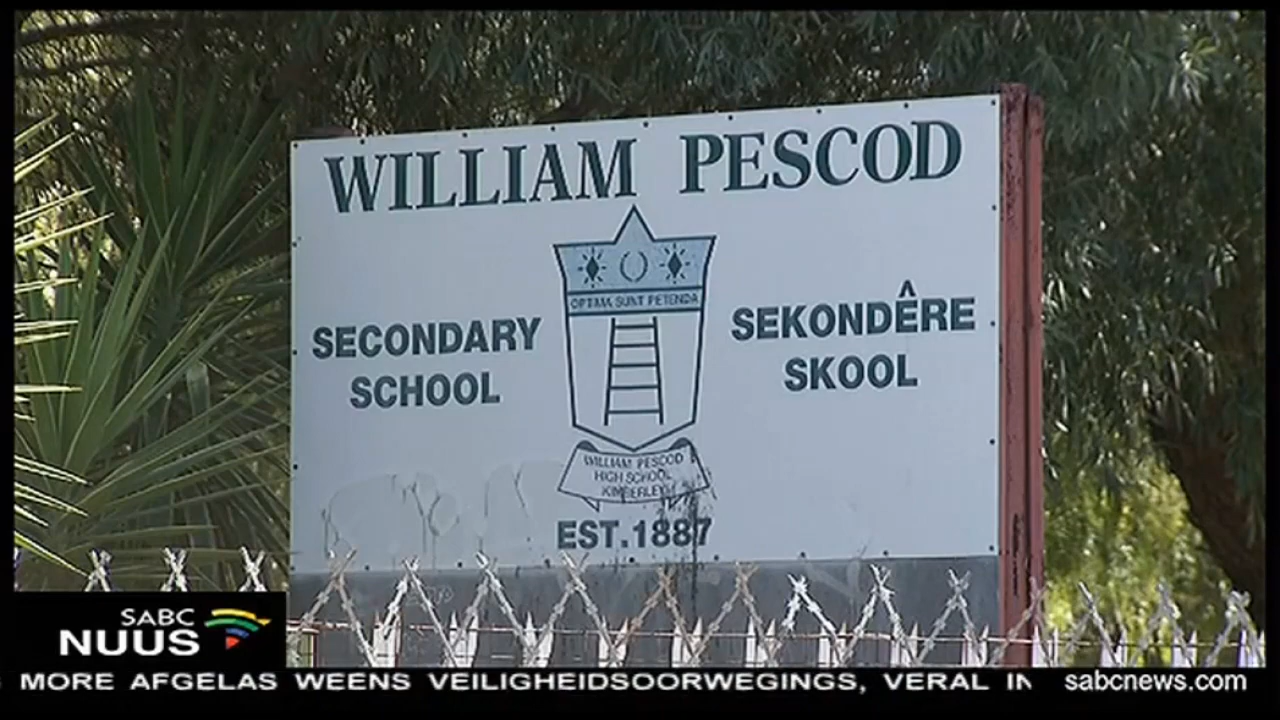 WILLIAM PESCOD
OPTIMA SUNT PETENDA
SECONDARY
SCHOOL
SEKONDÊRE
SKOOL
WILLIAM PESCOD
HIGH SCHOOL
KIMBERLEY
EST.1887
SABC
NUUS
MORE AFGELAS WEENS VEILIGHEIDSOORWEGINGS, VERAL IN
sabcnews.com